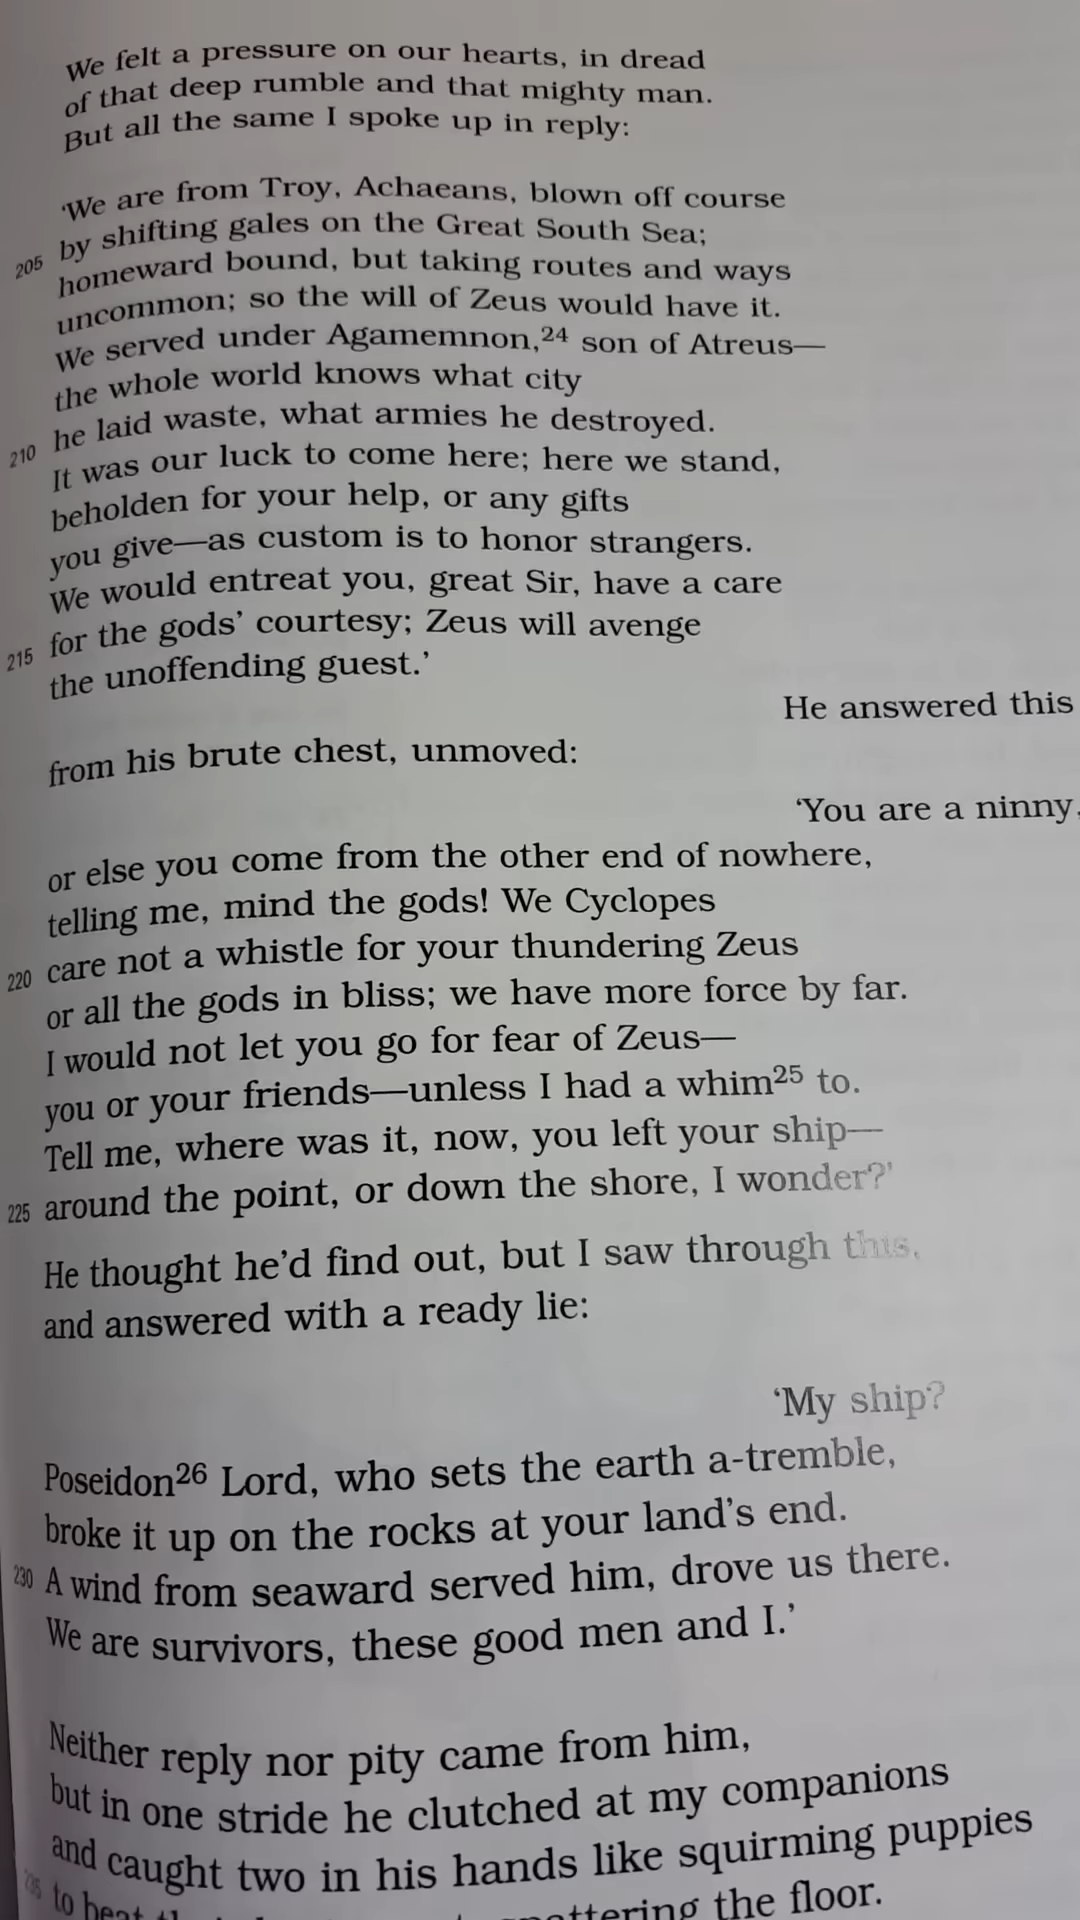 We felt a pressure on our hearts, in dread
of that deep rumble and that mighty man.
But all the same I spoke up in reply:
‘We are from Troy, Achaeans, blown off course
by shifting gales on the Great South Sea;
205 homeward bound, but taking routes and ways
uncommon; so the will of Zeus would have it.
We served under Agamemnon,24 son of Atreus—
the whole world knows what city
he laid waste, what armies he destroyed.
210 It was our luck to come here; here we stand,
beholden for your help, or any gifts
you give—as custom is to honor strangers.
We would entreat you, great Sir, have a care
for the gods’ courtesy; Zeus will avenge
215 the unoffending guest.’
He answered this
from his brute chest, unmoved:
‘You are a ninny,
or else you come from the other end of nowhere,
telling me, mind the gods! We Cyclopes
220 care not a whistle for your thundering Zeus
or all the gods in bliss; we have more force by far.
I would not let you go for fear of Zeus—
you or your friends—unless I had a whim25 to.
Tell me, where was it, now, you left your ship—
225 around the point, or down the shore, I wonder?’
He thought he’d find out, but I saw through this,
and answered with a ready lie:
‘My ship?
Poseidon26 Lord, who sets the earth a-tremble,
broke it up on the rocks at your land’s end.
230 A wind from seaward served him, drove us there.
We are survivors, these good men and I.’
Neither reply nor pity came from him,
but in one stride he clutched at my companions
and caught two in his hands like squirming puppies
235 to beat the floor.